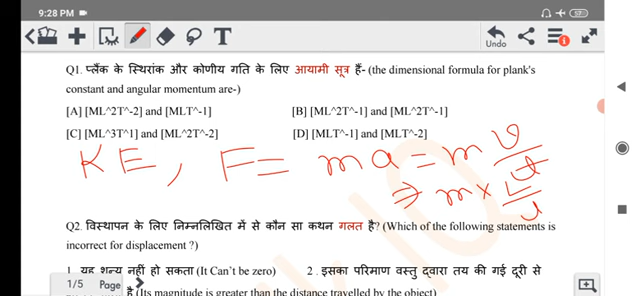 9:28 PM
57
Undo
Q1. प्लैंक के स्थिरांक और कोणीय गति के लिए आयामी सूत्र हैं- (the dimensional formula for plank's
constant and angular momentum are-)
[A] [ML^2T^-2] and [MLT^-1] [B] [ML^2T^-1] and [ML^2T^-1]
[C] [ML^3T^1] and [ML^2T^-2] [D] [MLT^-1] and [MLT^-2]
KE, F = ma = m v/t
⇒ m ×
Q2. विस्थापन के लिए निम्नलिखित में से कौन सा कथन गलत है? (Which of the following statements is
incorrect for displacement ?)
1. यह शून्य नहीं हो सकता (It Can't be zero) 2 . इसका परिमाण वस्तु द्वारा तय की गई दूरी से
1/5 Page है (Its magnitude is greater than the distance travelled by the object)